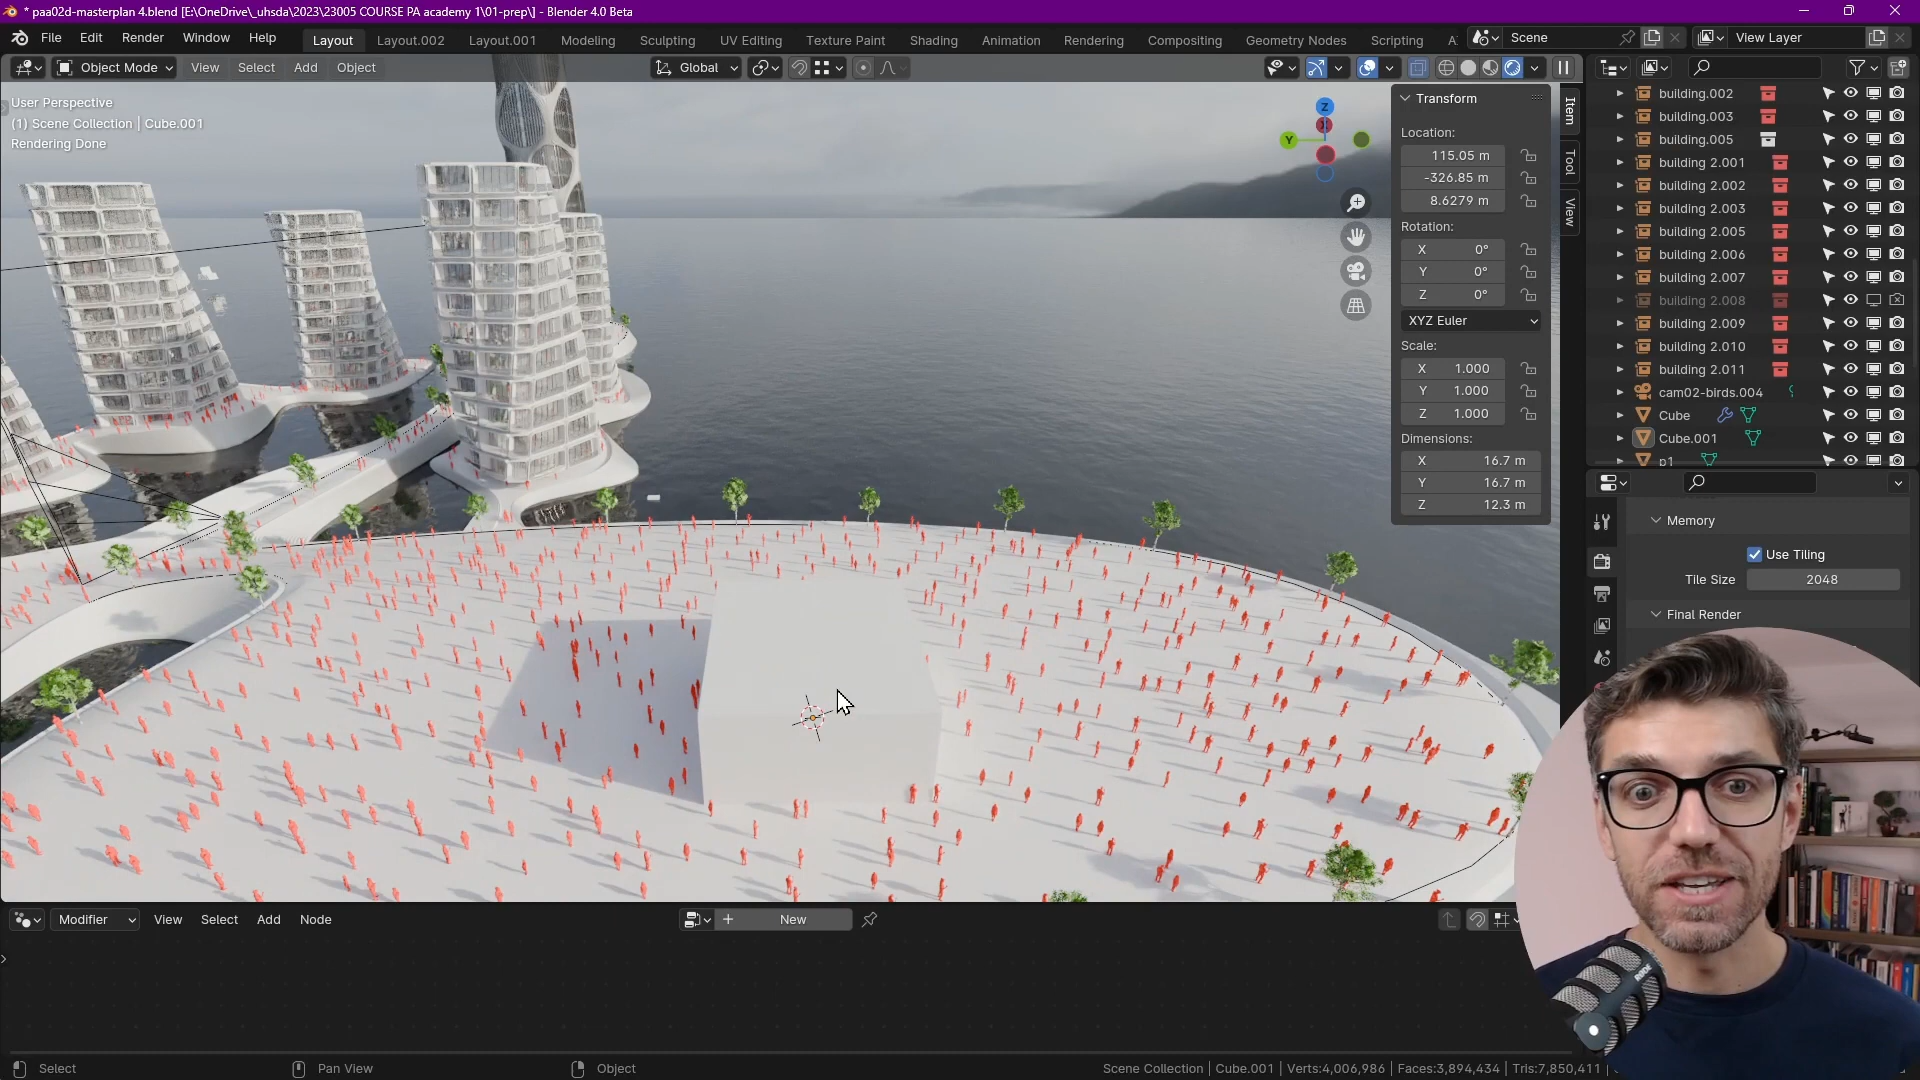 * paa02d-masterplan 4.blend [E:\OneDrive\_uhsda\2023\23005 COURSE PA academy 1\01-prep\] - Blender 4.0 Beta
File Edit Render Window Help Layout Layout.002 Layout.001 Modeling Sculpting UV Editing Texture Paint Shading Animation Rendering Compositing Geometry Nodes Scripting Scene View Layer
Object Mode View Select Add Object Global
User Perspective
(1) Scene Collection | Cube.001
Rendering Done
Z
X
Y
Transform
Location:
115.05 m
-326.85 m
8.6279 m
Rotation:
X 0°
Y 0°
Z 0°
XYZ Euler
Scale:
X 1.000
Y 1.000
Z 1.000
Dimensions:
X 16.7 m
Y 16.7 m
Z 12.3 m
Item
Tool
View
building.002
building.003
building.005
building 2.001
building 2.002
building 2.003
building 2.005
building 2.006
building 2.007
building 2.008
building 2.009
building 2.010
building 2.011
cam02-birds.004
Cube
Cube.001
p1
Memory
Use Tiling
Tile Size 2048
Final Render
RODE
Modifier View Select Add Node New
Select Pan View Object Scene Collection | Cube.001 | Verts:4,006,986 | Faces:3,894,434 | Tris:7,850,411 |